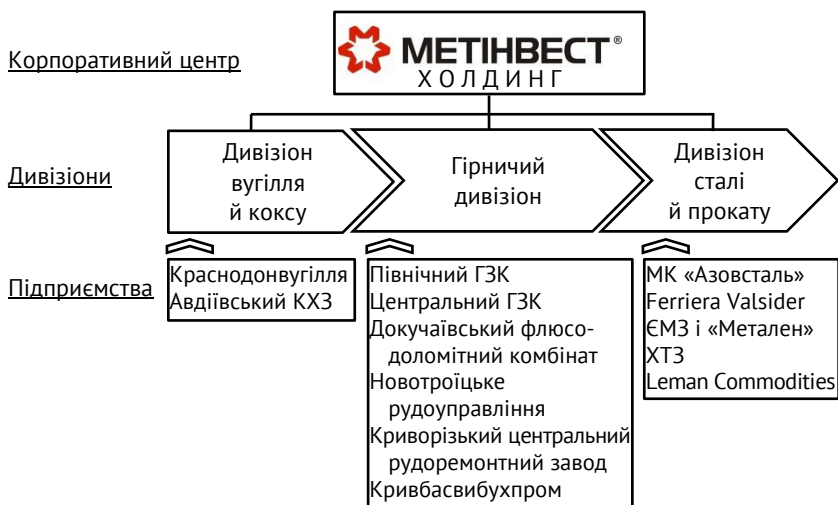 Корпоративний центр
МЕТІНВЕСТ®
ХОЛДИНГ
Дивізіони
Дивізіон
вугілля
й коксу
Гірничий
дивізіон
Дивізіон
сталі
й прокату
Підприємства
Краснодонвугілля
Авдіївський КХЗ
Північний ГЗК
Центральний ГЗК
Докучаївський флюсо-
доломітний комбінат
Новотроїцьке
рудоуправління
Криворізький центральний
рудоремонтний завод
Кривбасвибухпром
МК «Азовсталь»
Ferriera Valsider
ЄМЗ і «Метален»
ХТЗ
Leman Commodities